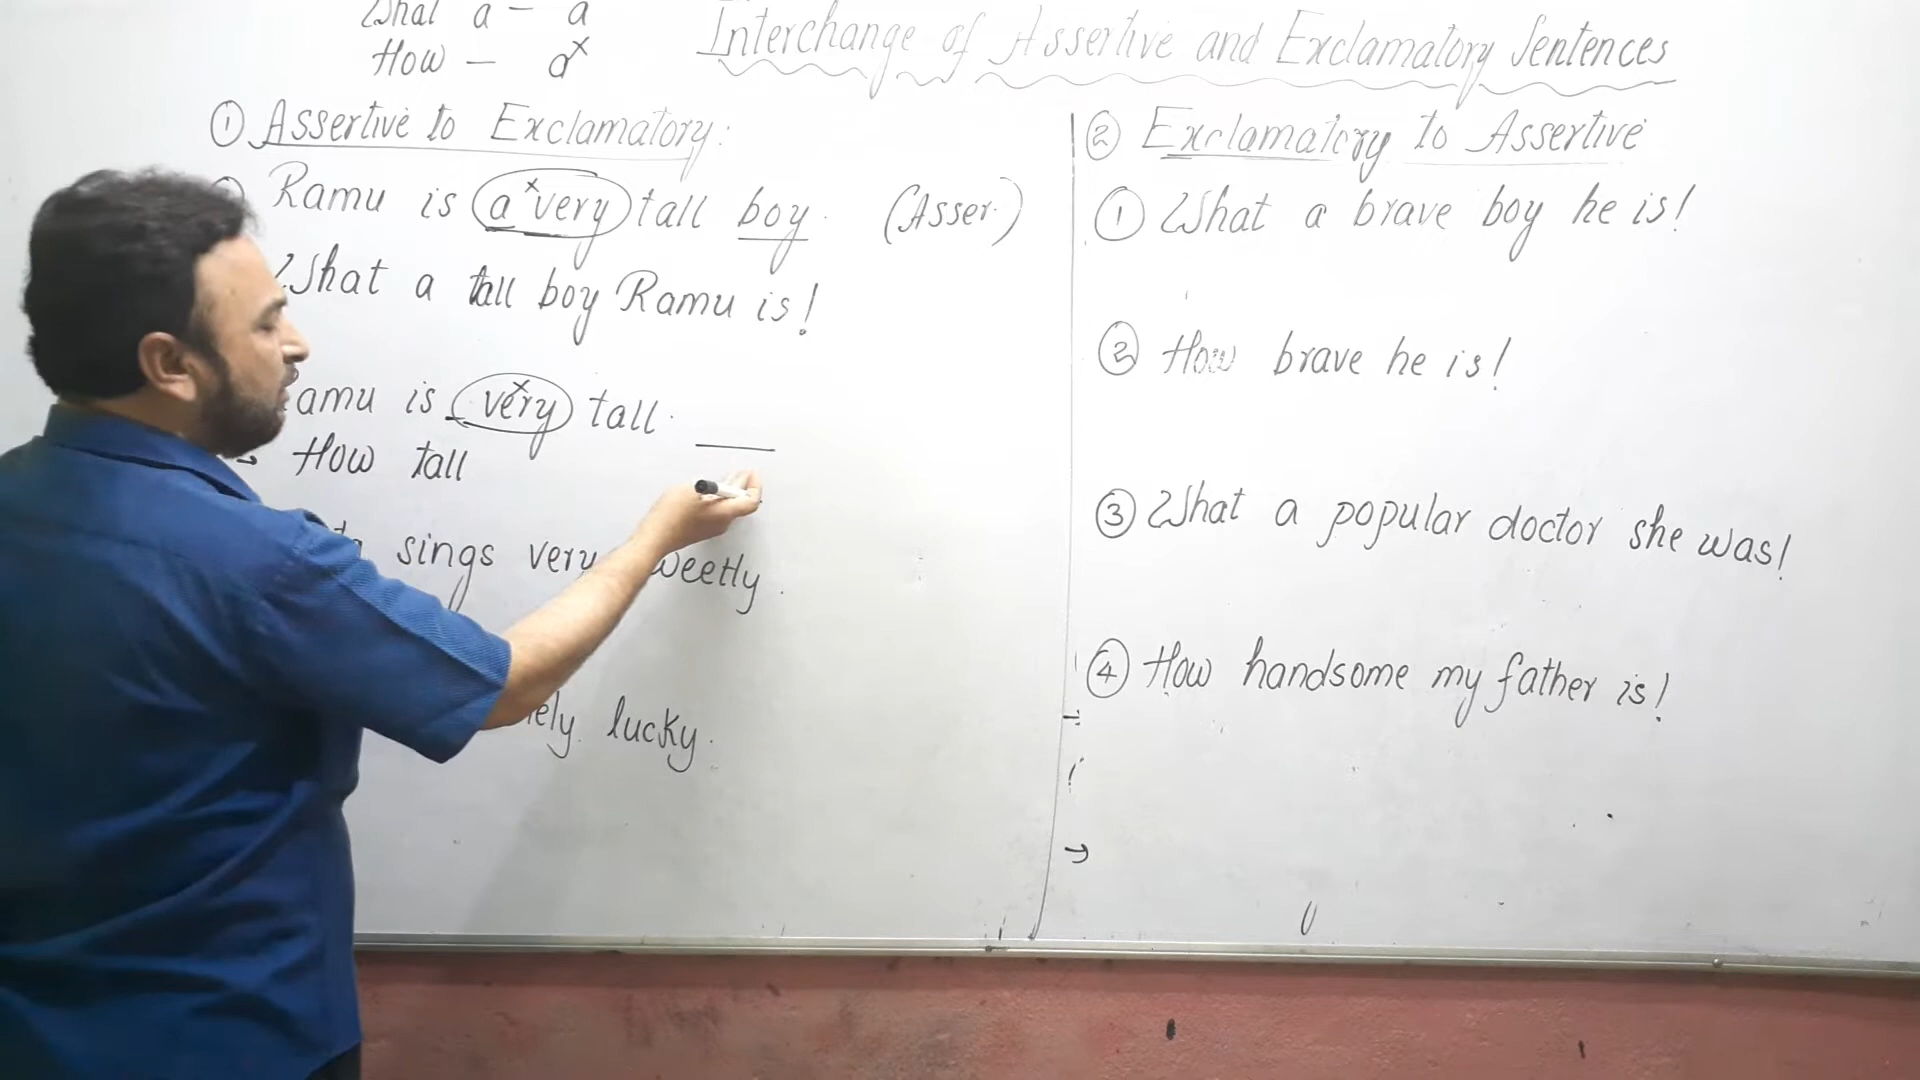 What a - a
How - a x
Interchange of Assertive and Exclamatory Sentences
① Assertive to Exclamatory:
Ramu is a very tall boy. (Asser.)
What a tall boy Ramu is!
amu is very tall.
→ How tall
sings very weetly.
ely lucky.
② Exclamatory to Assertive
① What a brave boy he is!
② How brave he is!
③ What a popular doctor she was!
④ How handsome my father is!